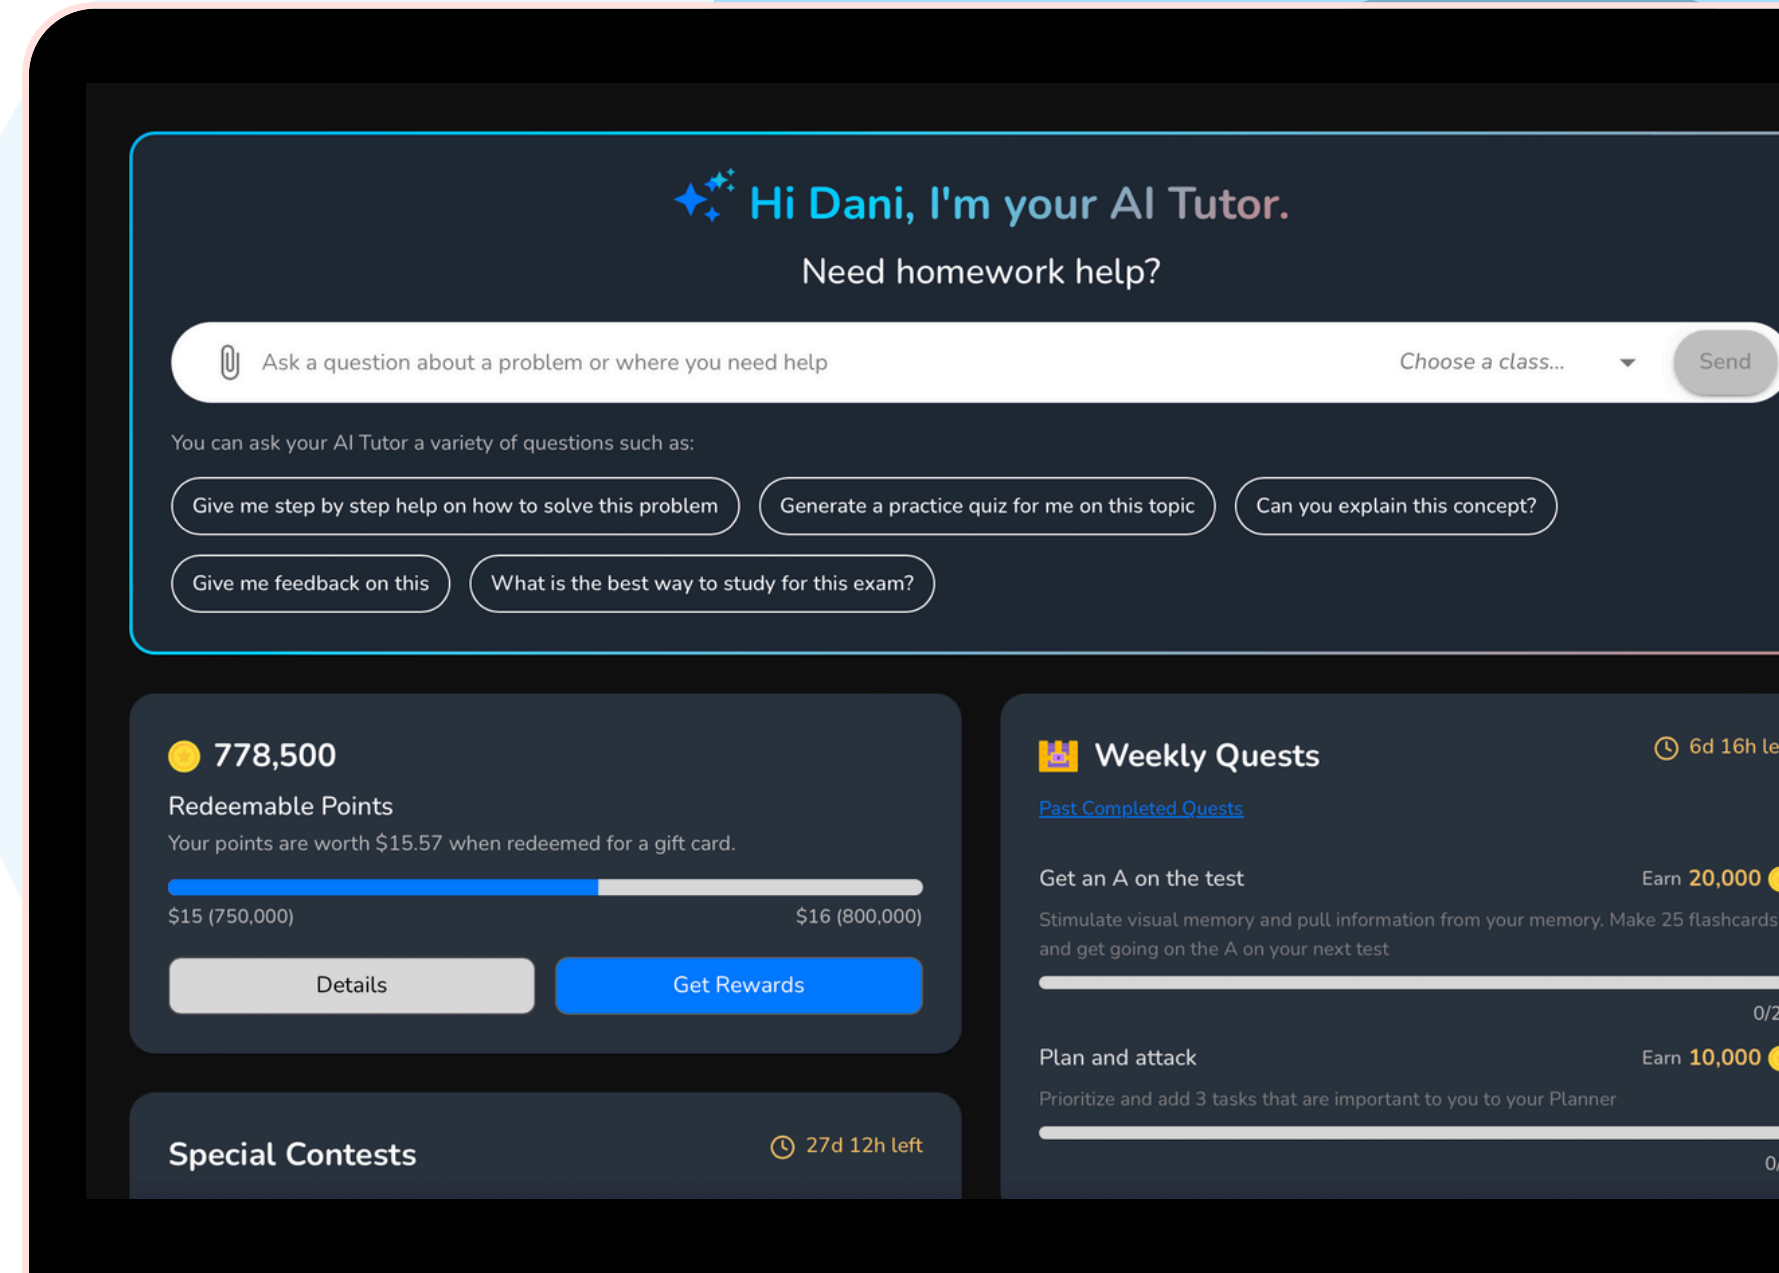 Hi Dani, I'm your AI Tutor.
Need homework help?
Ask a question about a problem or where you need help
Choose a class...
Send
You can ask your AI Tutor a variety of questions such as:
Give me step by step help on how to solve this problem
Generate a practice quiz for me on this topic
Can you explain this concept?
Give me feedback on this
What is the best way to study for this exam?
778,500
Redeemable Points
Your points are worth $15.57 when redeemed for a gift card.
$15 (750,000)
$16 (800,000)
Details
Get Rewards
Special Contests
27d 12h left
Weekly Quests
6d 16h le
Past Completed Quests
Get an A on the test
Earn 20,000
Stimulate visual memory and pull information from your memory. Make 25 flashcards
and get going on the A on your next test
0/2
Plan and attack
Earn 10,000
Prioritize and add 3 tasks that are important to you to your Planner
0/